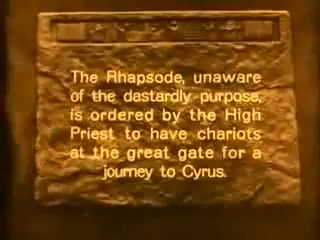 The Rhapsode, unaware
of the dastardly purpose,
is ordered by the High
Priest to have chariots
at the great gate for a
journey to Cyrus.